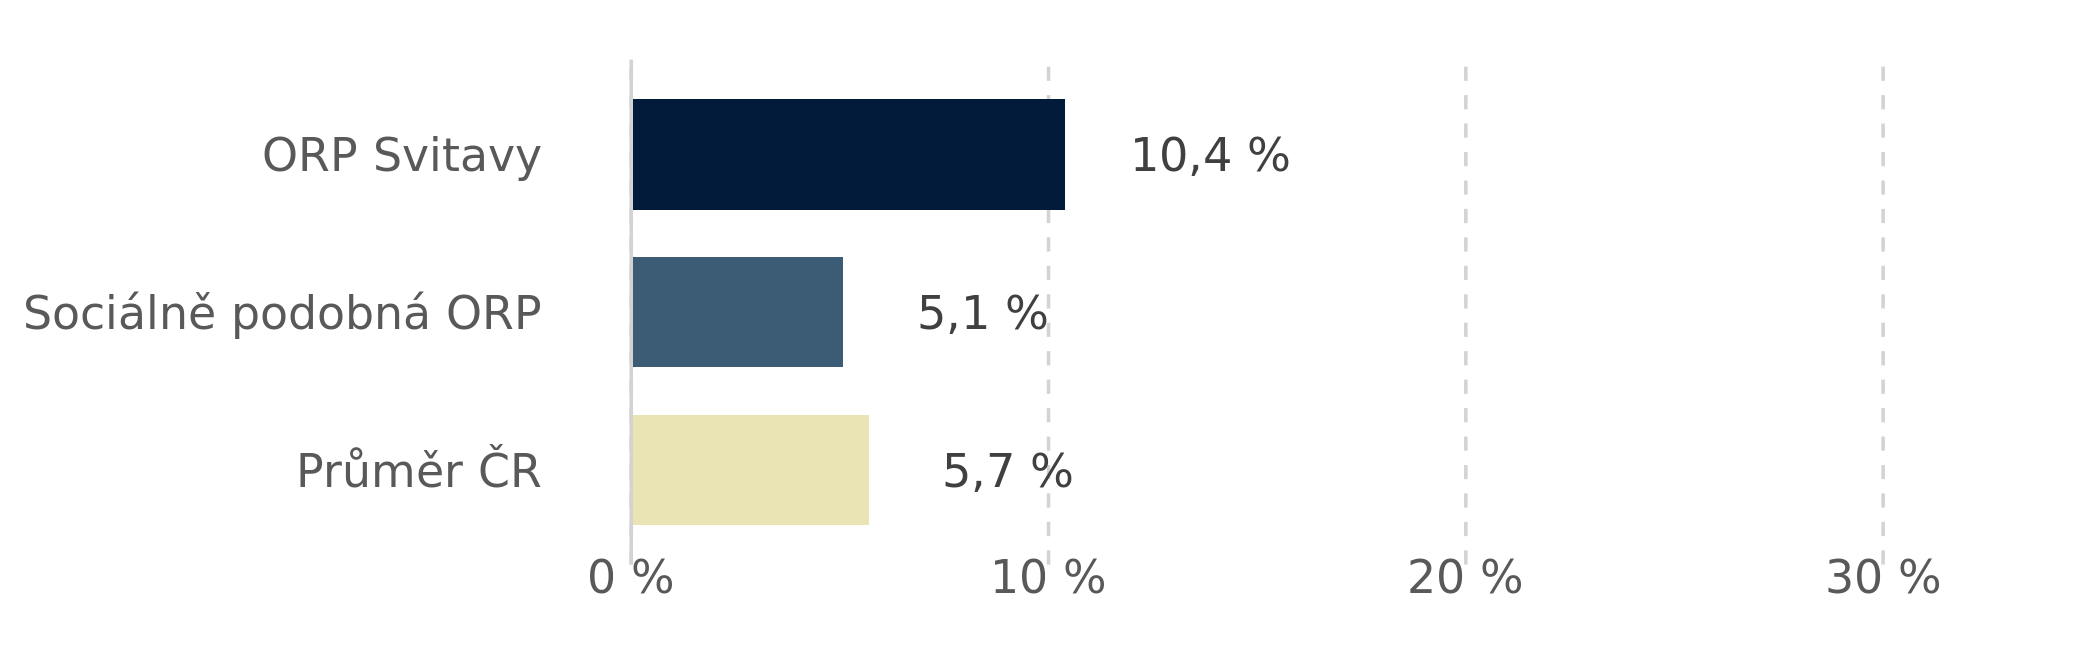 ORP Svitavy
10,4 %
Sociálně podobná ORP
5,1 %
Průměr ČR
5,7 %
0 %
10 %
20 %
30 %